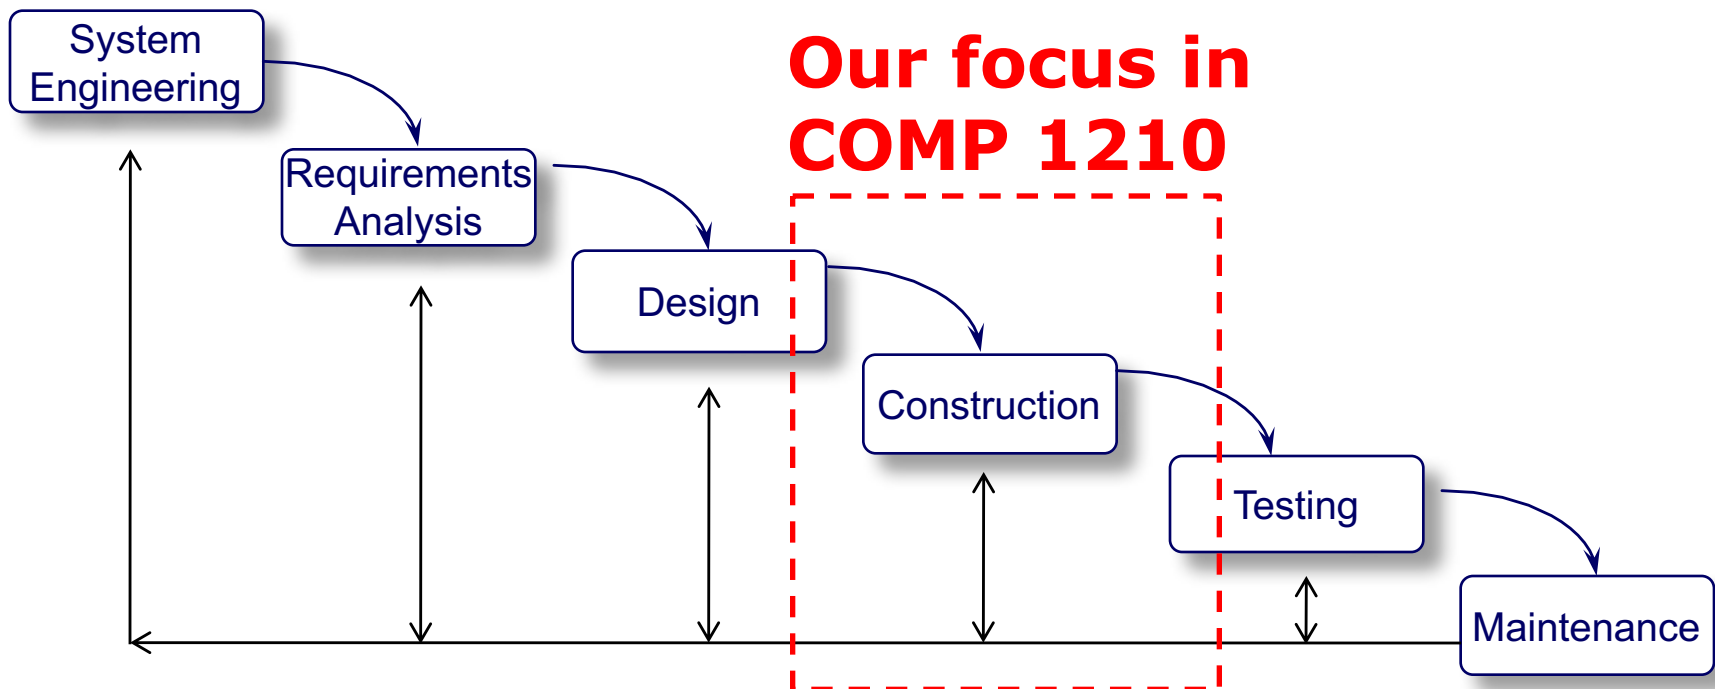 System
Engineering
Our focus in
COMP 1210
Requirements
Analysis
Design
Construction
Testing
Maintenance